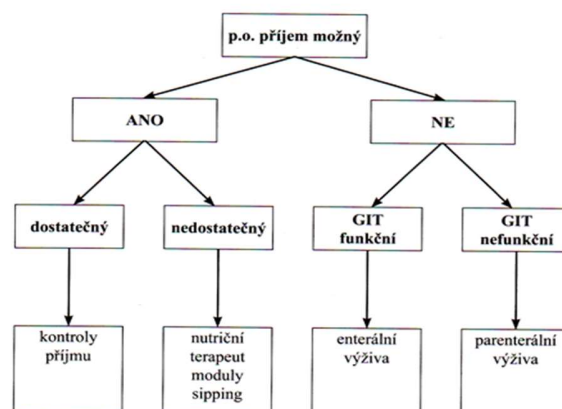 p.o. příjem možný
ANO
NE
dostatečný
nedostatečný
GIT
funkční
GIT
nefunkční
kontroly
příjmu
nutriční
terapeut
moduly
sipping
enterální
výživa
parenterální
výživa